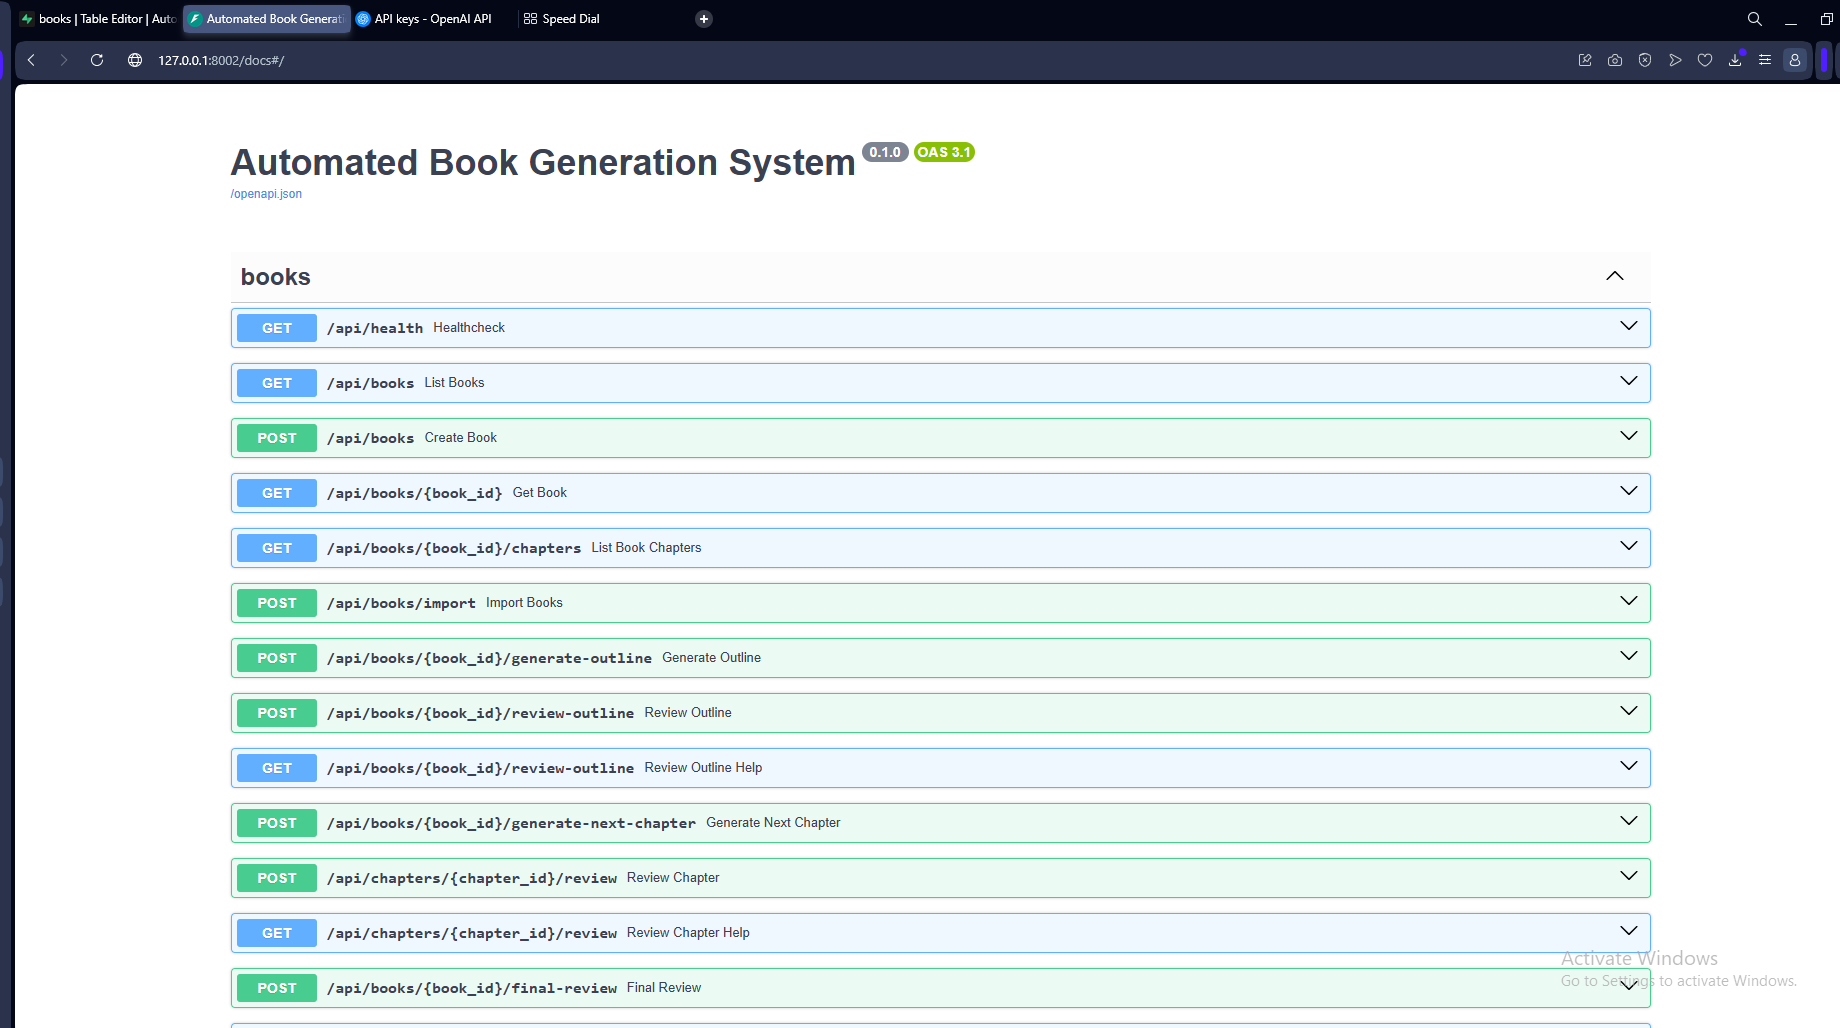 books | Table Editor | Auto
Automated Book Generati
API keys - OpenAI API
Speed Dial
127.0.0.1:8002/docs#/
Automated Book Generation System 0.1.0 OAS 3.1
/openapi.json
books
GET /api/health Healthcheck
GET /api/books List Books
POST /api/books Create Book
GET /api/books/{book_id} Get Book
GET /api/books/{book_id}/chapters List Book Chapters
POST /api/books/import Import Books
POST /api/books/{book_id}/generate-outline Generate Outline
POST /api/books/{book_id}/review-outline Review Outline
GET /api/books/{book_id}/review-outline Review Outline Help
POST /api/books/{book_id}/generate-next-chapter Generate Next Chapter
POST /api/chapters/{chapter_id}/review Review Chapter
GET /api/chapters/{chapter_id}/review Review Chapter Help
POST /api/books/{book_id}/final-review Final Review
Activate Windows
Go to Settings to activate Windows.